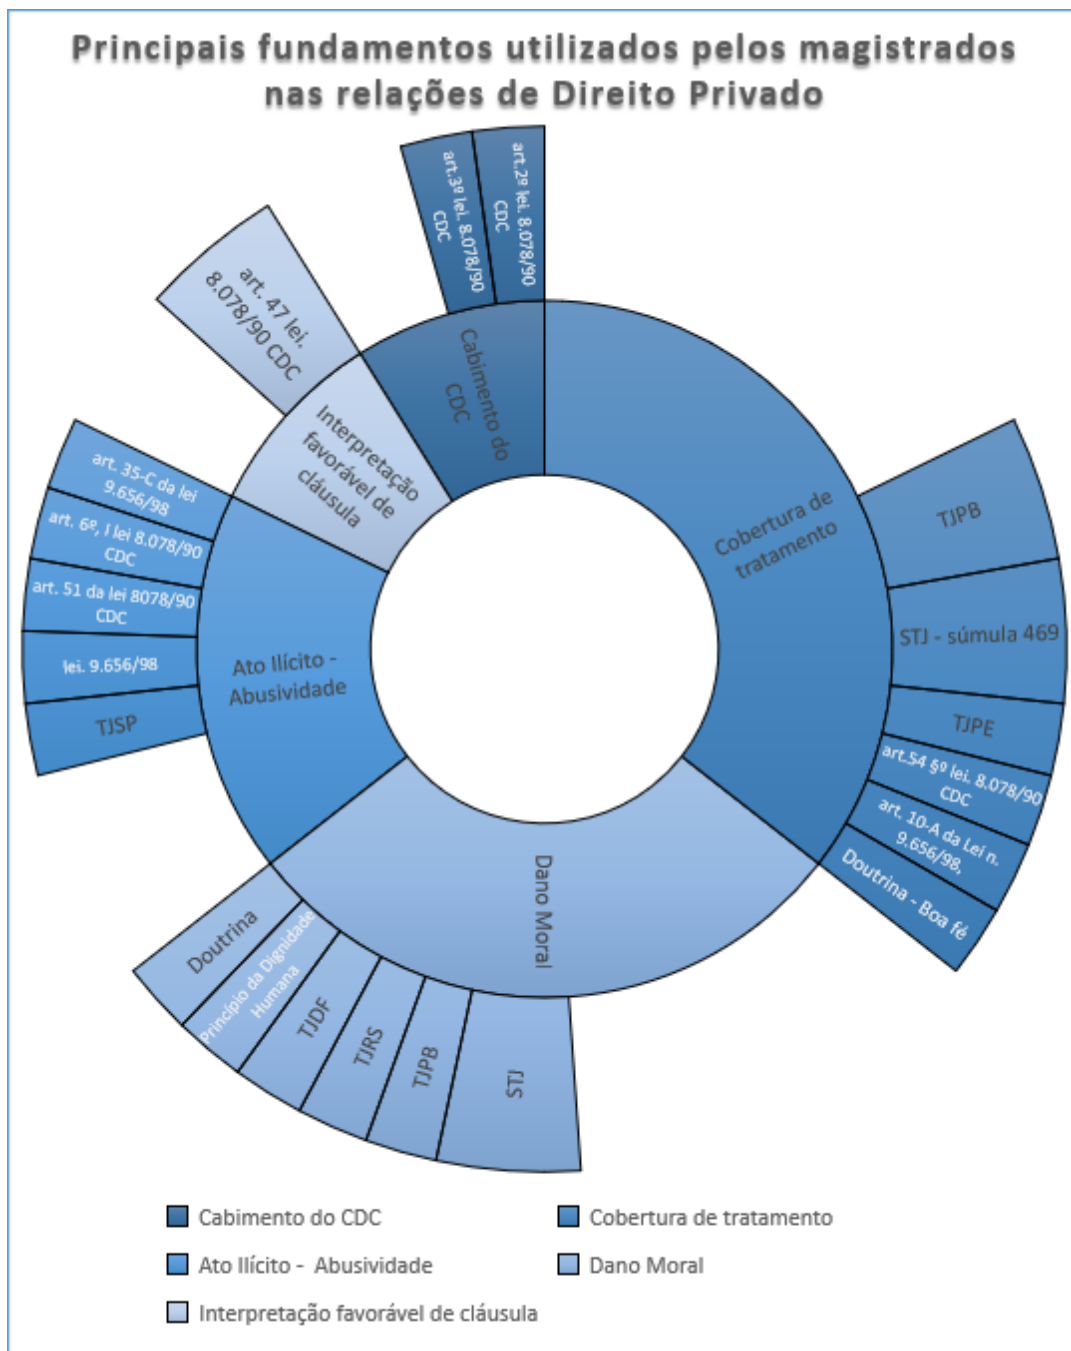 Principais fundamentos utilizados pelos magistrados
nas relações de Direito Privado
art.3º lei. 8.078/90
CDC
art.2º lei. 8.078/90
CDC
Cabimento do
CDC
art. 47 lei.
8.078/90 CDC
Interpretação
favorável de
cláusula
Cobertura de
tratamento
TJPB
STJ - súmula 469
TJPE
art.54 §º lei. 8.078/90
CDC
art. 10-A da Lei n.
9.656/98,
Doutrina - Boa fé
art. 35-C da lei
9.656/98
art. 6º, I lei 8.078/90
CDC
art. 51 da lei 8078/90
CDC
lei. 9.656/98
TJSP
Ato Ilícito -
Abusividade
Dano Moral
Doutrina
Princípio da Dignidade
Humana
TJDF
TJRS
TJPB
STJ
Cabimento do CDC
Cobertura de tratamento
Ato Ilícito -  Abusividade
Dano Moral
Interpretação favorável de cláusula